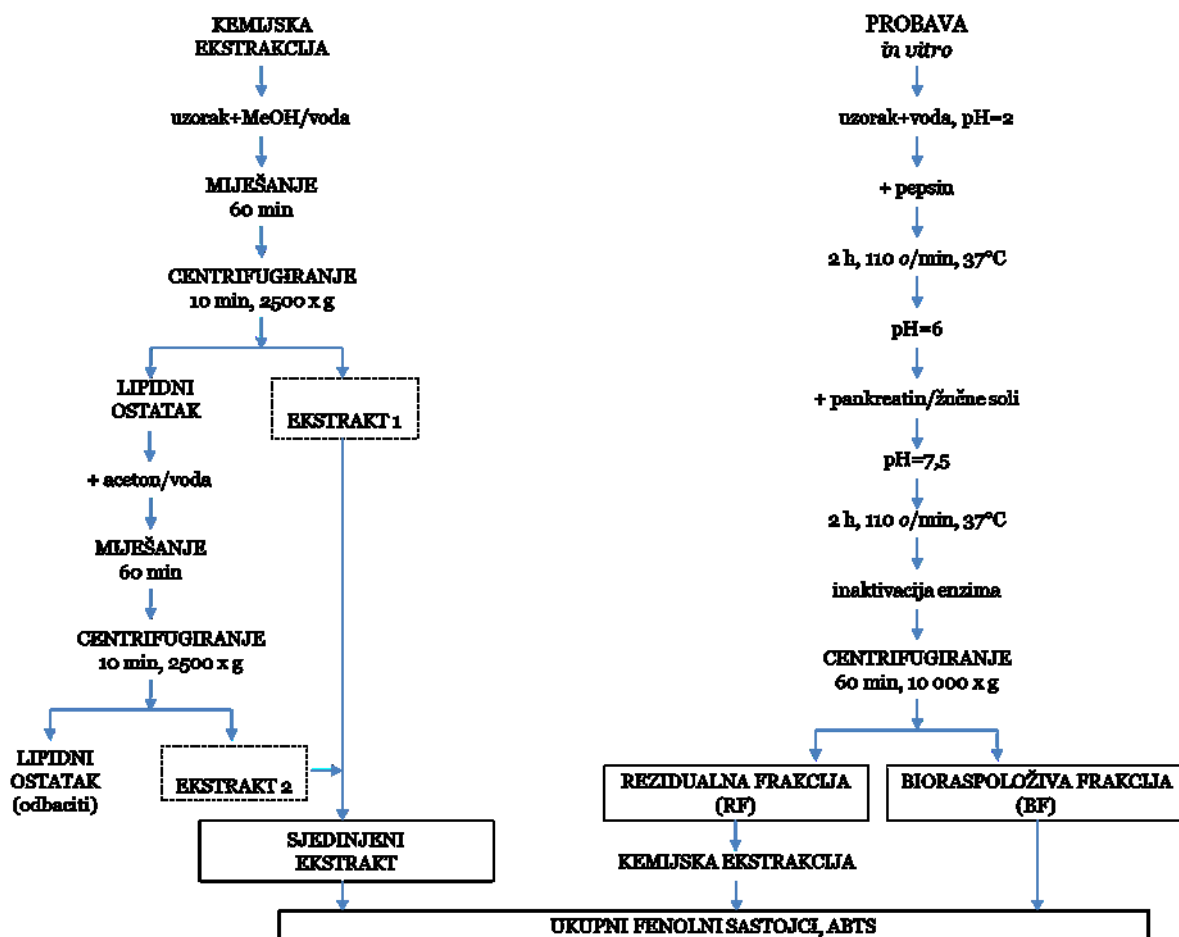 KEMIJSKA
EKSTRAKCIJA
uzorak+MeOH/voda
MIJEŠANJE
60 min
CENTRIFUGIRANJE
10 min, 2500 x g
LIPIDNI
OSTATAK
EKSTRAKT 1
+ aceton/voda
MIJEŠANJE
60 min
CENTRIFUGIRANJE
10 min, 2500 x g
LIPIDNI
OSTATAK
(odbaciti)
EKSTRAKT 2
SJEDINJENI
EKSTRAKT
PROBAVA
in vitro
uzorak+voda, pH=2
+ pepsin
2 h, 110 o/min, 37°C
pH=6
+ pankreatin/žučne soli
pH=7,5
2 h, 110 o/min, 37°C
inaktivacija enzima
CENTRIFUGIRANJE
60 min, 10 000 x g
REZIDUALNA FRAKCIJA
(RF)
BIORASPOLOŽIVA FRAKCIJA
(BF)
KEMIJSKA EKSTRAKCIJA
UKUPNI FENOLNI SASTOJCI, ABTS